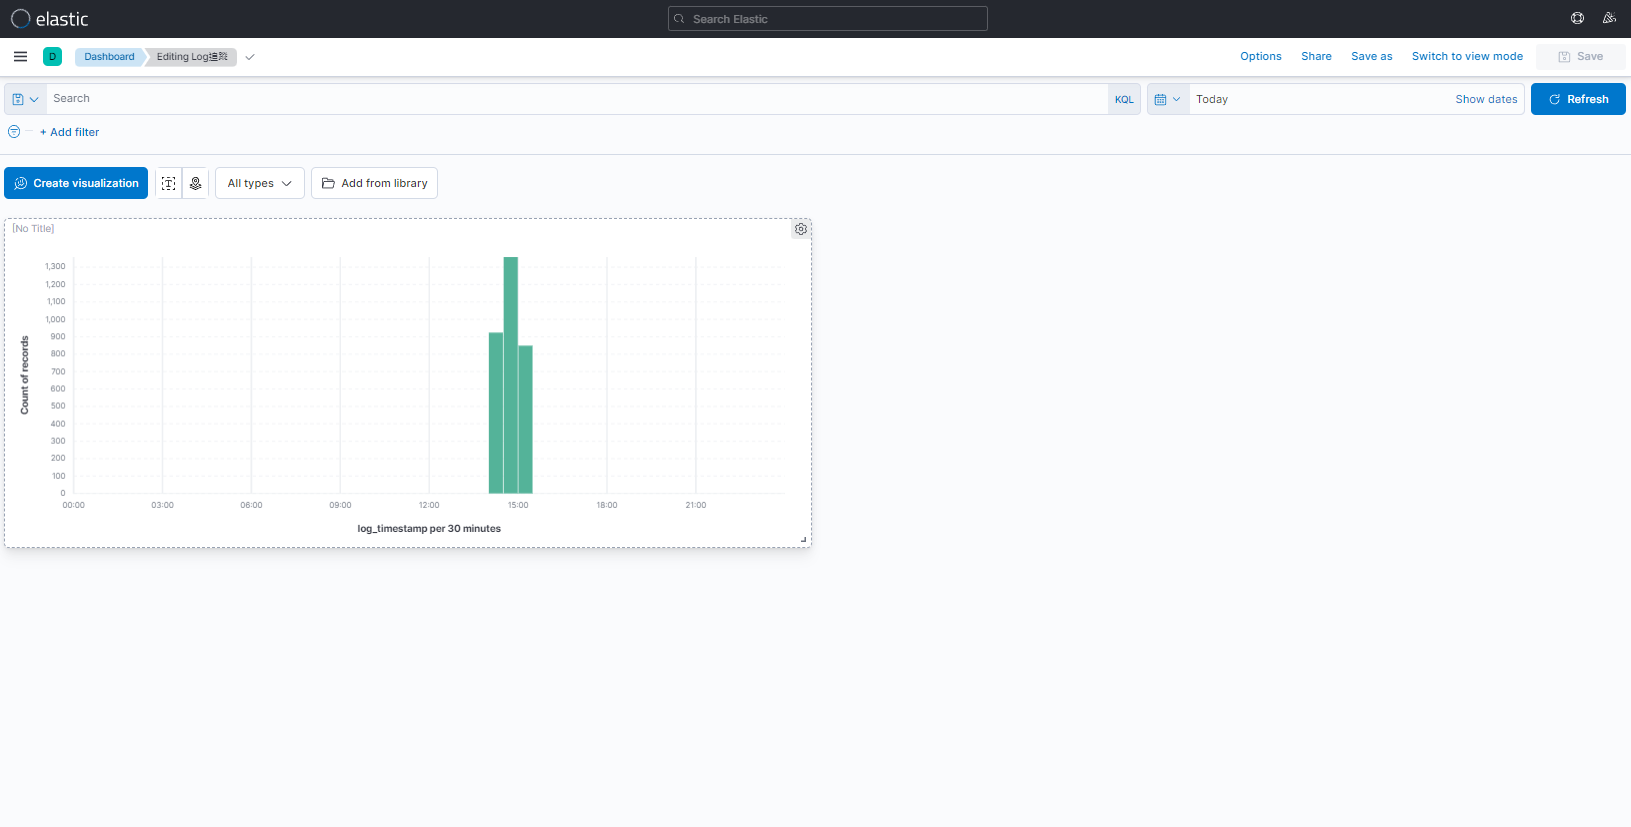 elastic
Search Elastic
D
Dashboard
Editing Log追蹤
Options
Share
Save as
Switch to view mode
Save
Search
KQL
Today
Show dates
Refresh
+ Add filter
Create visualization
All types
Add from library
[No Title]
Count of records
1,300
1,200
1,100
1,000
900
800
700
600
500
400
300
200
100
0
00:00
03:00
06:00
09:00
12:00
15:00
18:00
21:00
log_timestamp per 30 minutes